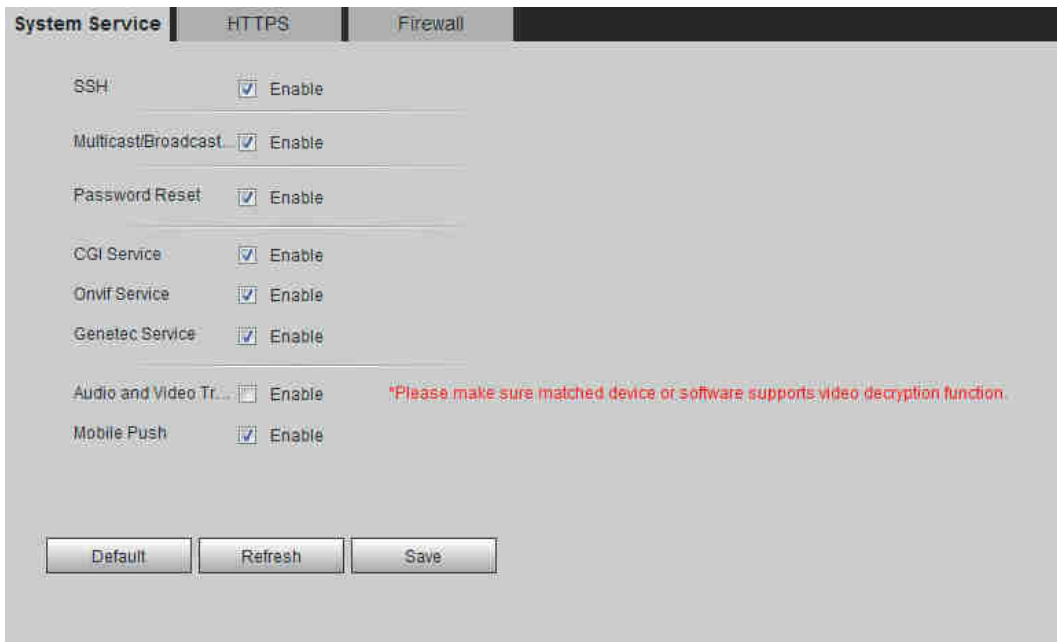 System Service HTTPS Firewall
SSH Enable
Multicast/Broadcast... Enable
Password Reset Enable
CGI Service Enable
Onvif Service Enable
Genetec Service Enable
Audio and Video Tr... Enable *Please make sure matched device or software supports video decryption function.
Mobile Push Enable
Default Refresh Save